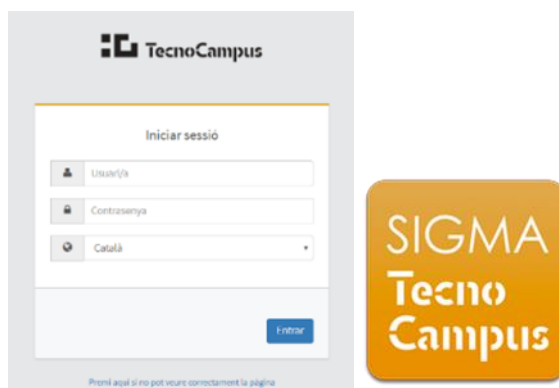 TecnoCampus
Iniciar sessió
Usuari/a
Contrasenya
Català
Entrar
Premi aquí si no pot veure correctament la pàgina
SIGMA
Tecno
Campus